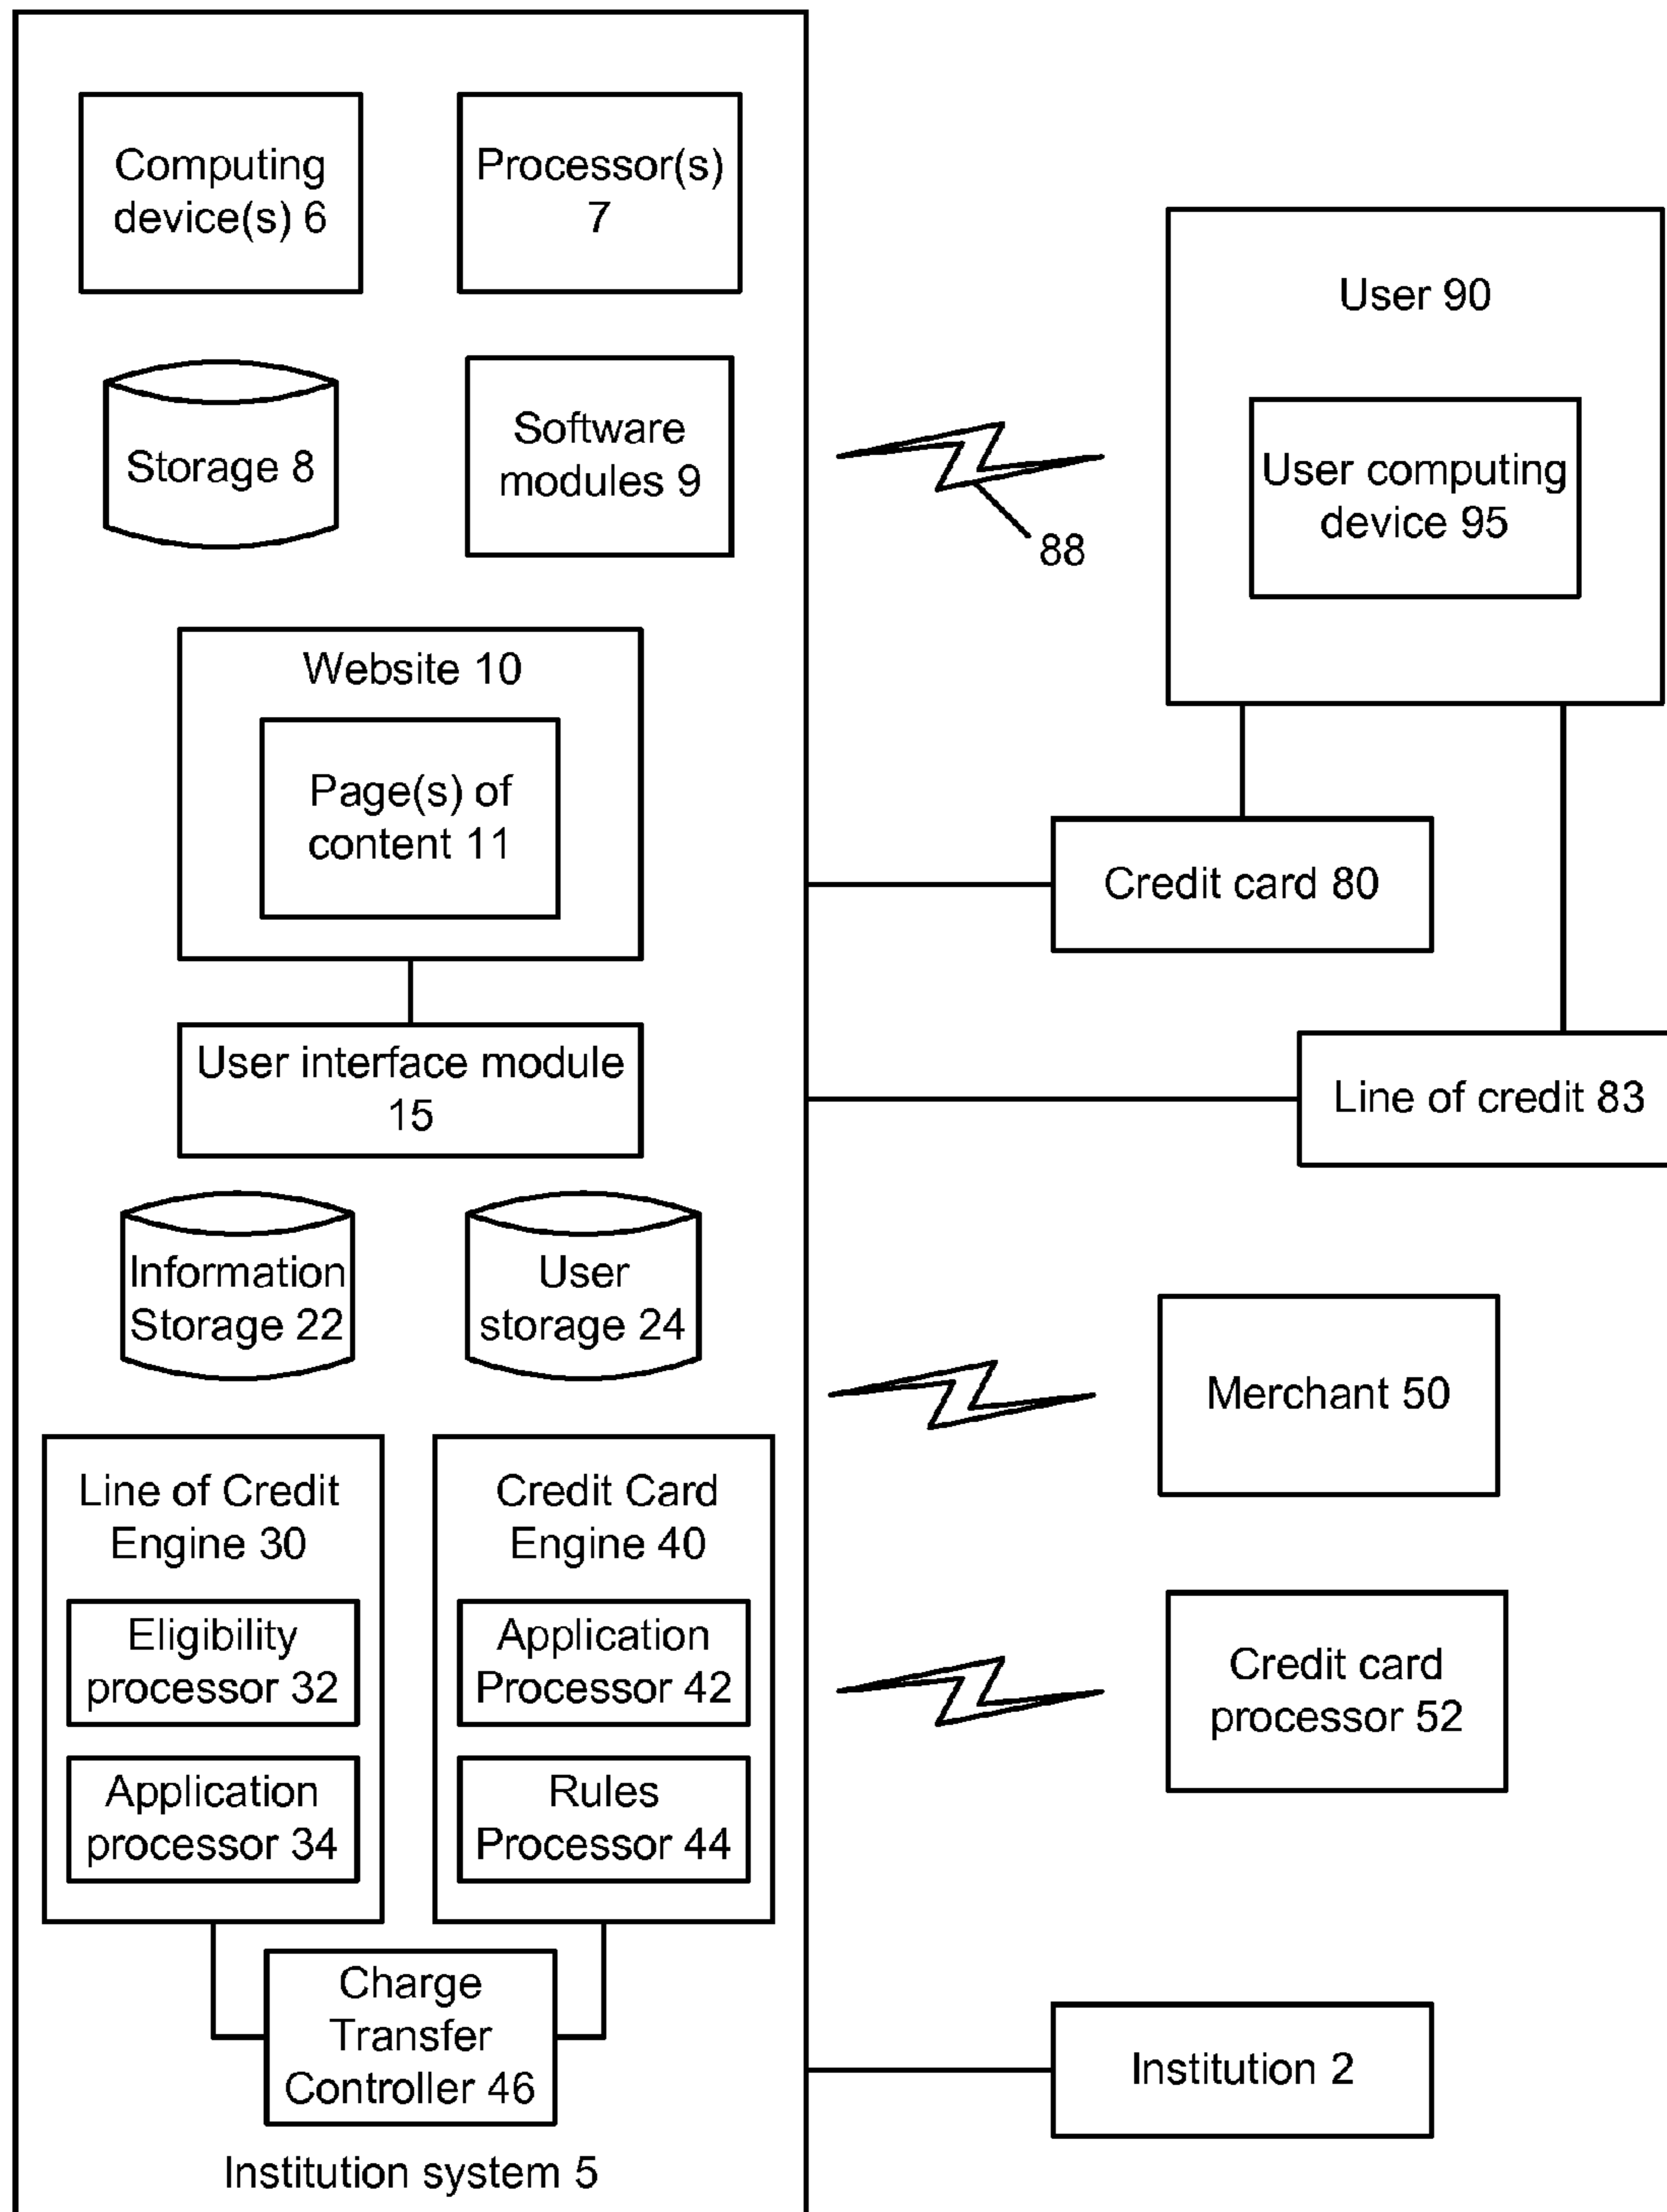 Computing
device(s) 6
Processor(s)
7
Storage 8
Software
modules 9
88
User 90
User computing
device 95
Website 10
Page(s) of
content 11
Credit card 80
User interface module
15
Line of credit 83
Information
Storage 22
User
storage 24
Merchant 50
Line of Credit
Engine 30
Eligibility
processor 32
Application
processor 34
Credit Card
Engine 40
Application
Processor 42
Rules
Processor 44
Credit card
processor 52
Charge
Transfer
Controller 46
Institution 2
Institution system 5